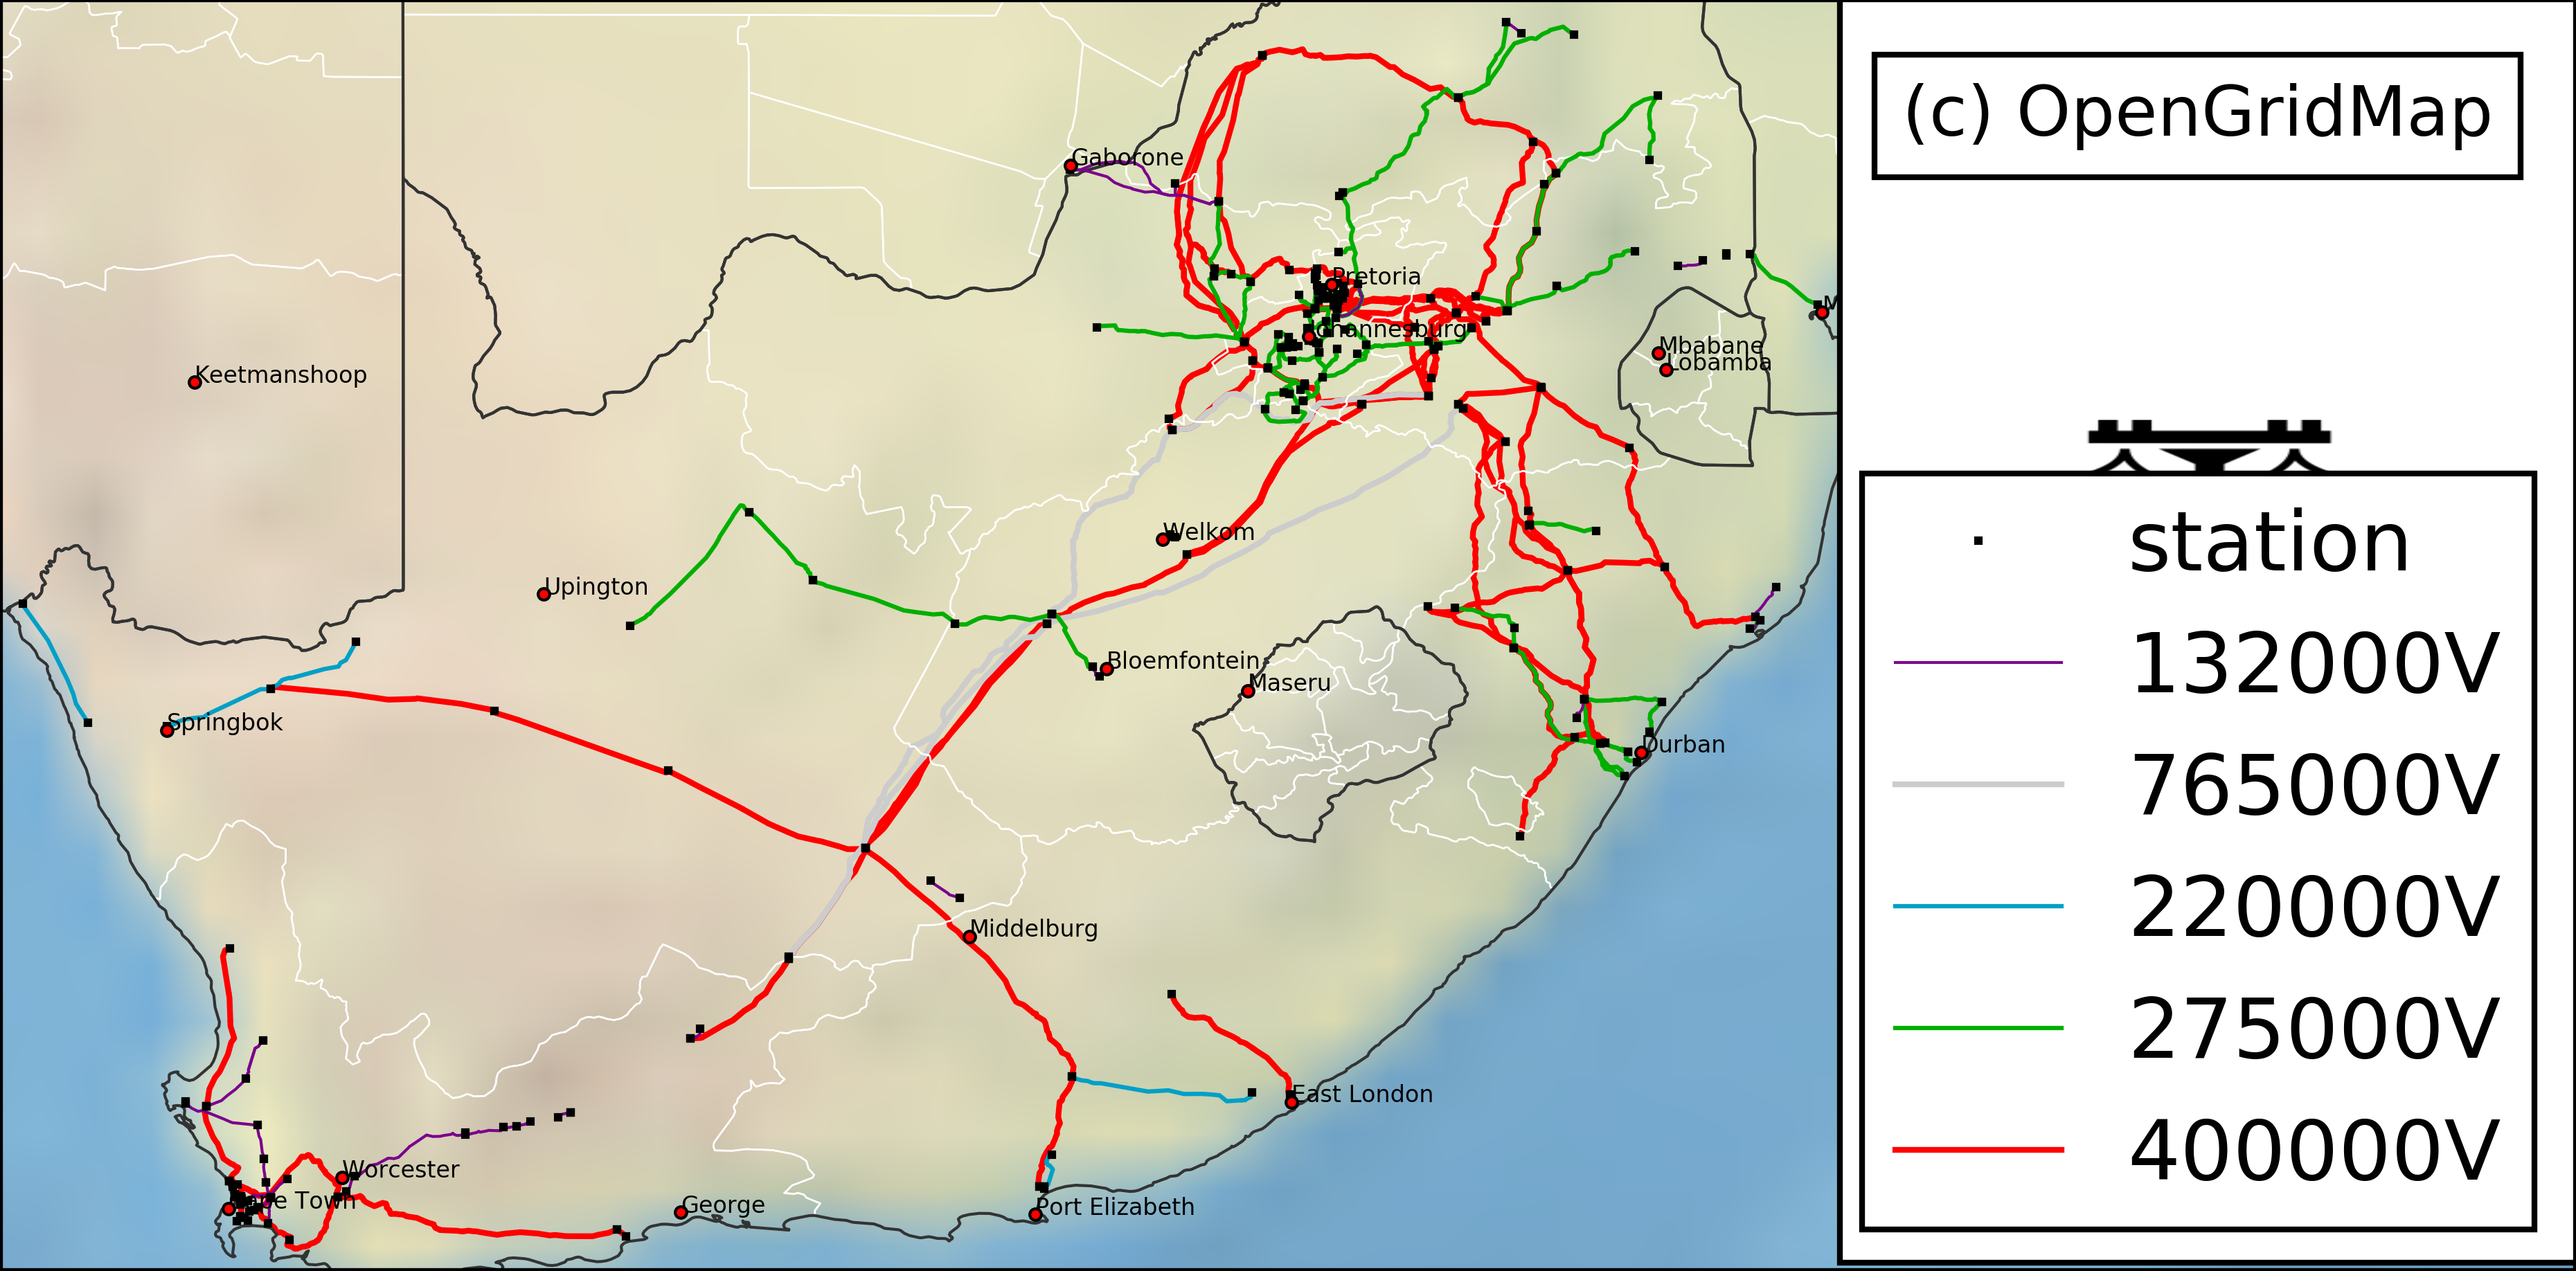 Gaborone
Pretoria
Johannesburg
M
Mbabane
Lobamba
Keetmanshoop
Welkom
Upington
Bloemfontein
Maseru
Springbok
Durban
Middelburg
East London
Worcester
Cape Town
George
Port Elizabeth
(c) OpenGridMap
station
132000V
765000V
220000V
275000V
400000V